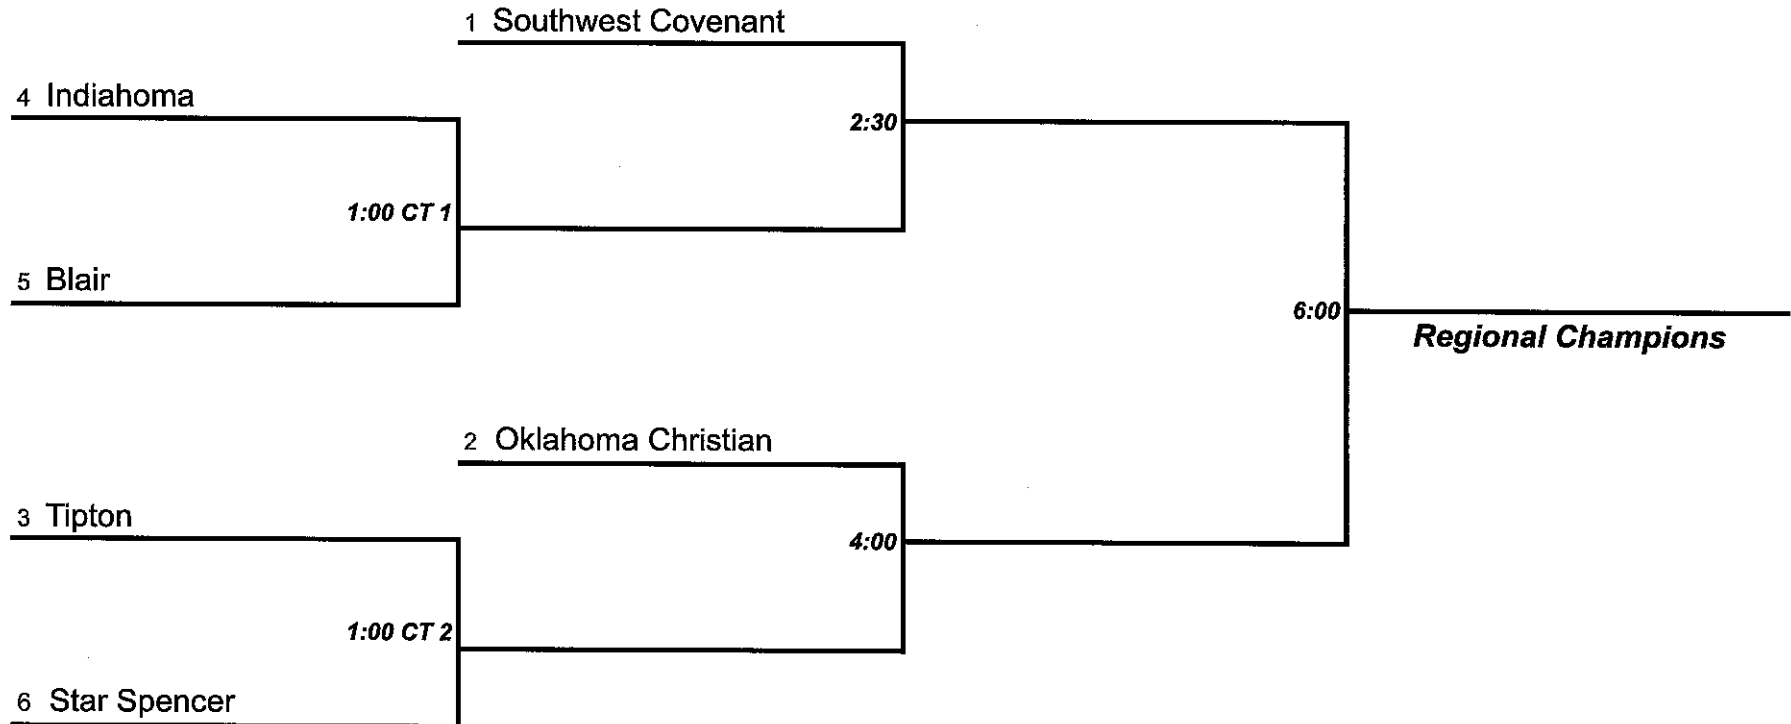 1 Southwest Covenant
4 Indiahoma
2:30
1:00 CT 1
5 Blair
6:00
Regional Champions
2 Oklahoma Christian
3 Tipton
4:00
1:00 CT 2
6 Star Spencer